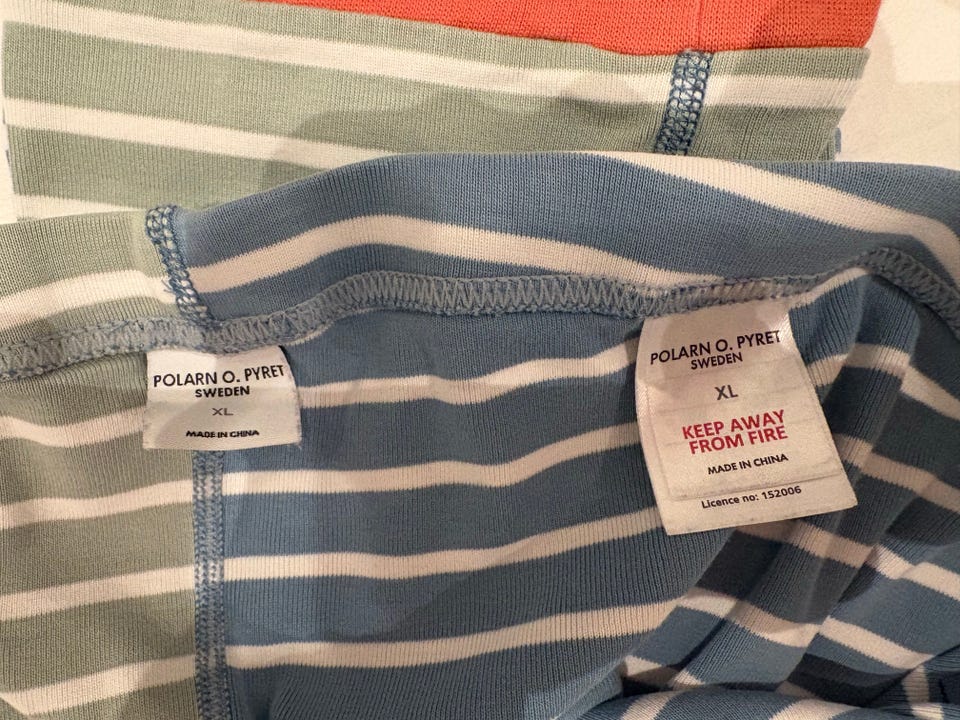 POLARN O. PYRET
SWEDEN
XL
MADE IN CHINA
POLARN O. PYRET
SWEDEN
XL
KEEP AWAY
FROM FIRE
MADE IN CHINA
Licence no: 152006